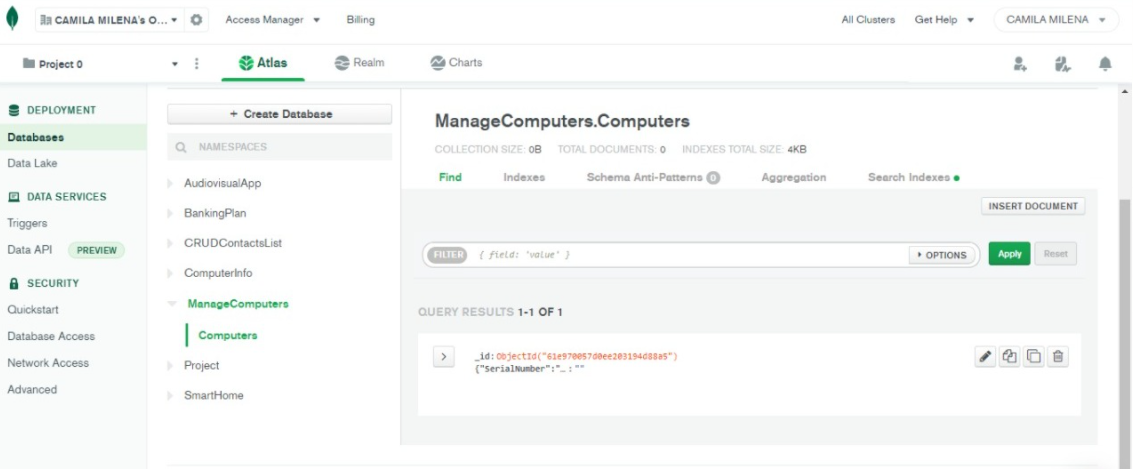 CAMILA MILENA's O...
Access Manager
Billing
All Clusters
Get Help
CAMILA MILENA
Project 0
Atlas
Realm
Charts
DEPLOYMENT
Databases
Data Lake
DATA SERVICES
Triggers
Data API PREVIEW
SECURITY
Quickstart
Database Access
Network Access
Advanced
+ Create Database
NAMESPACES
AudiovisualApp
BankingPlan
CRUDContactsList
ComputerInfo
ManageComputers
Computers
Project
SmartHome
ManageComputers.Computers
COLLECTION SIZE: 0B TOTAL DOCUMENTS: 0 INDEXES TOTAL SIZE: 4KB
Find Indexes Schema Anti-Patterns 0 Aggregation Search Indexes
INSERT DOCUMENT
FILTER { field: 'value' } OPTIONS Apply Reset
QUERY RESULTS 1-1 OF 1
_id:ObjectId("61e970057d0ee203194d88a5")
{"SerialNumber":"… : ""